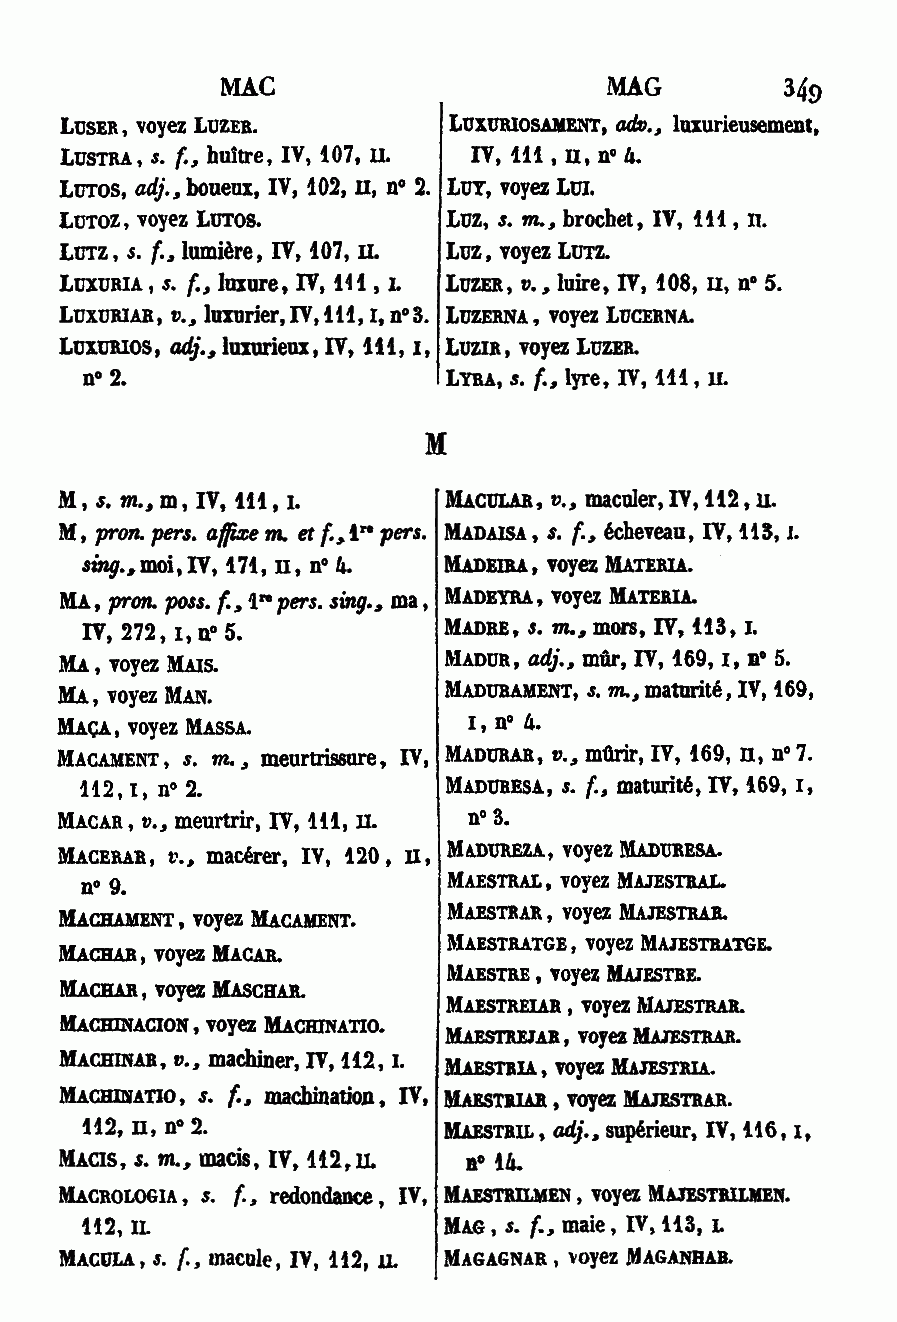 MAC MAG 349
LUSER, voyez LUZER.
LUSTRA, s. f., huître, IV, 107, II.
LUTOS, adj., boueux, IV, 102, II, n° 2.
LUTOZ, voyez LUTOS.
LUTZ, s. f., lumière, IV, 107, II.
LUXURIA, s. f., luxure, IV, 111, I.
LUXURIAR, v., luxurier, IV, 111, I, n° 3.
LUXURIOS, adj., luxurieux, IV, 111, I,
n° 2.
LUXURIOSAMENT, adv., luxurieusement,
IV, 111, II, n° 4.
LUY, voyez LUI.
LUZ, s. m., brochet, IV, 111, II.
LUZ, voyez LUTZ.
LUZER, v., luire, IV, 108, II, n° 5.
LUZERNA, voyez LUCERNA.
LUZIR, voyez LUZER.
LYRA, s. f., lyre, IV, 111, II.
M
M, s. m., m, IV, 111, I.
M, pron. pers. affixe m. et f., 1re pers.
sing., moi, IV, 171, II, n° 4.
MA, pron. poss. f., 1re pers. sing., ma,
IV, 272, I, n° 5.
MA, voyez MAIS.
MA, voyez MAN.
MAÇA, voyez MASSA.
MACAMENT, s. m., meurtrissure, IV,
112, I, n° 2.
MACAR, v., meurtrir, IV, 111, II.
MACERAR, v., macérer, IV, 120, II,
n° 9.
MACHAMENT, voyez MACAMENT.
MACHAR, voyez MACAR.
MACHAR, voyez MASCHAR.
MACHINACION, voyez MACHINATIO.
MACHINAR, v., machiner, IV, 112, I.
MACHINATIO, s. f., machination, IV,
112, II, n° 2.
MACIS, s. m., macis, IV, 112, II.
MACROLOGIA, s. f., redondance, IV,
112, II.
MACULA, s. f., macule, IV, 112, II.
MACULAR, v., maculer, IV, 112, II.
MADAISA, s. f., écheveau, IV, 113, I.
MADEIRA, voyez MATERIA.
MADEYRA, voyez MATERIA.
MADRE, s. m., mors, IV, 113, I.
MADUR, adj., mûr, IV, 169, I, n° 5.
MADURAMENT, s. m., maturité, IV, 169,
I, n° 4.
MADURAR, v., mûrir, IV, 169, II, n° 7.
MADURESA, s. f., maturité, IV, 169, I,
n° 3.
MADUREZA, voyez MADURESA.
MAESTRAL, voyez MAJESTRAL.
MAESTRAR, voyez MAJESTRAR.
MAESTRATGE, voyez MAJESTRATGE.
MAESTRE, voyez MAJESTRE.
MAESTREIAR, voyez MAJESTRAR.
MAESTREJAR, voyez MAJESTRAR.
MAESTRIA, voyez MAJESTRIA.
MAESTRIAR, voyez MAJESTRAR.
MAESTRIL, adj., supérieur, IV, 116, I,
n° 14.
MAESTRILMEN, voyez MAJESTRILMEN.
MAG, s. f., maie, IV, 113, I.
MAGAGNAR, voyez MAGANHAR.